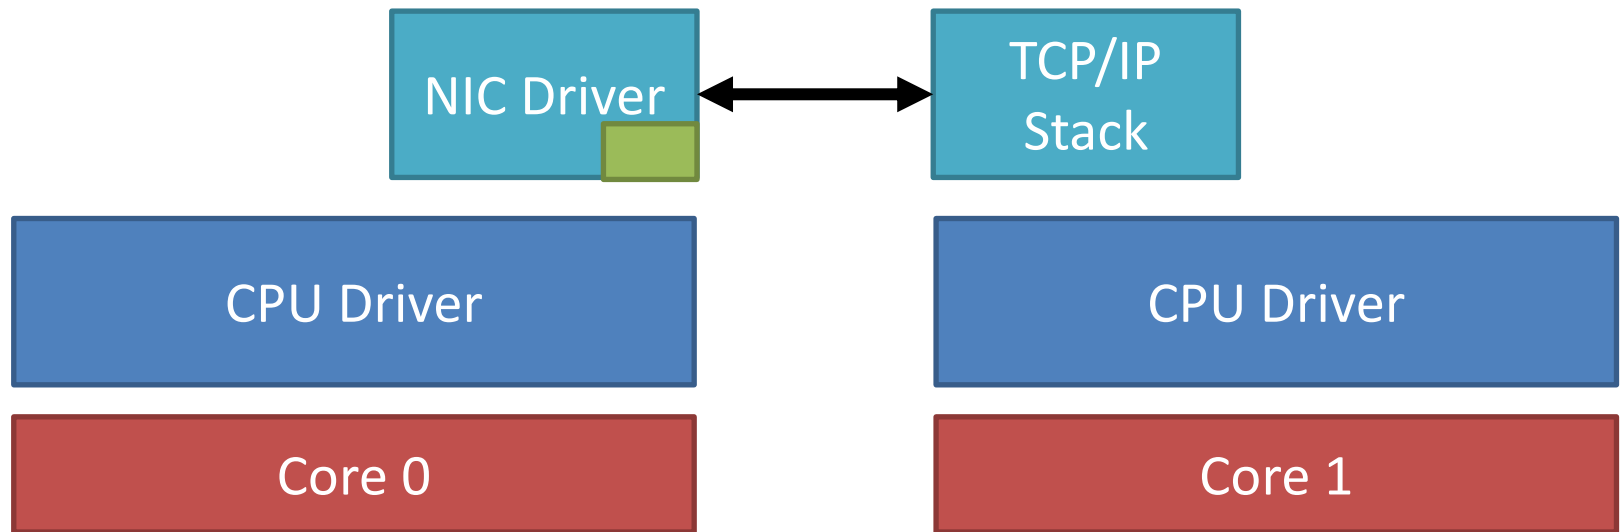 NIC Driver
TCP/IP
Stack
CPU Driver
CPU Driver
Core 0
Core 1